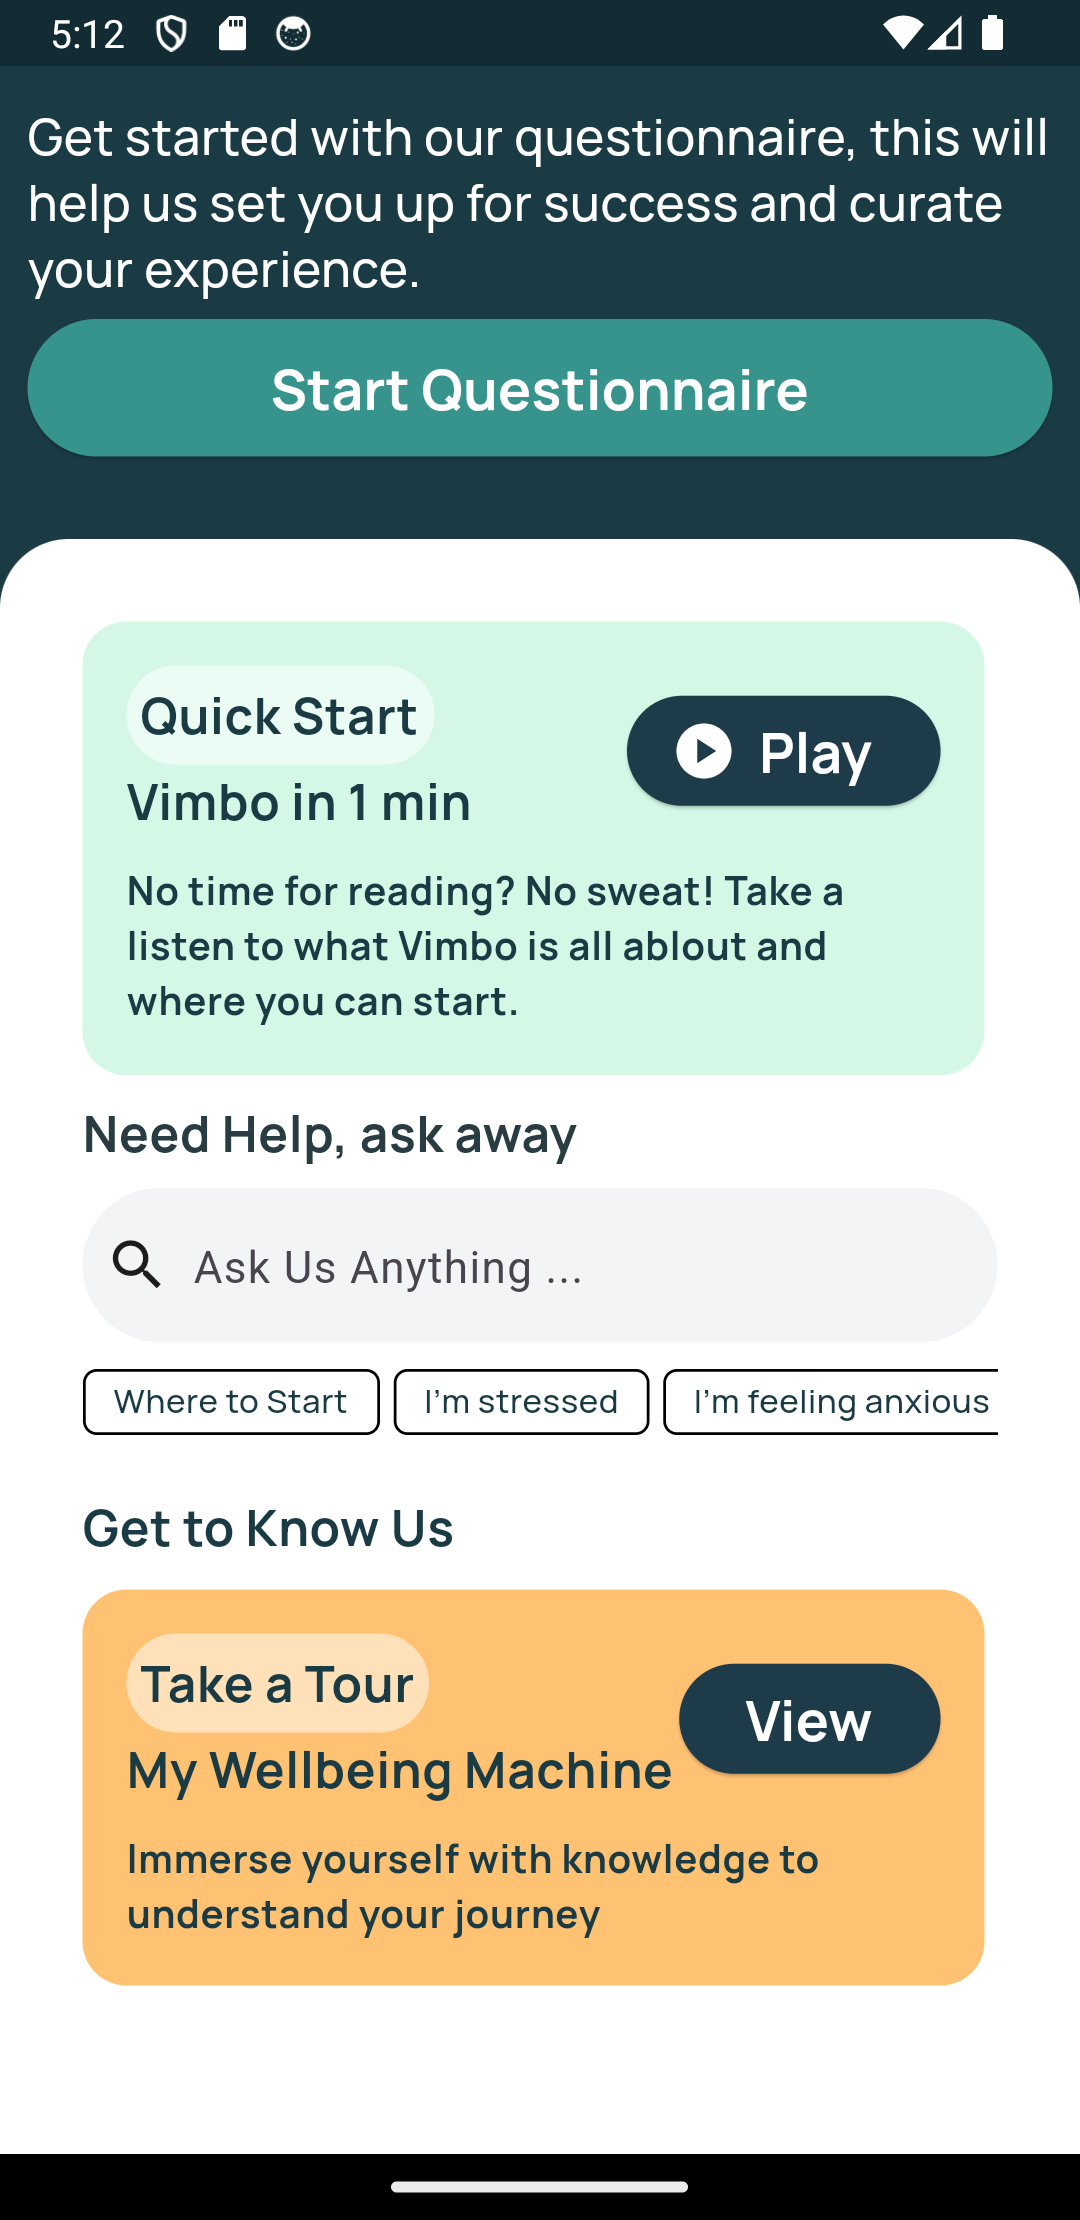 5:12
Get started with our questionnaire, this will
help us set you up for success and curate
your experience.
Start Questionnaire
Quick Start
Play
Vimbo in 1 min
No time for reading? No sweat! Take a
listen to what Vimbo is all ablout and
where you can start.
Need Help, ask away
Ask Us Anything ...
Where to Start
I'm stressed
I'm feeling anxious
Get to Know Us
Take a Tour
View
My Wellbeing Machine
Immerse yourself with knowledge to
understand your journey